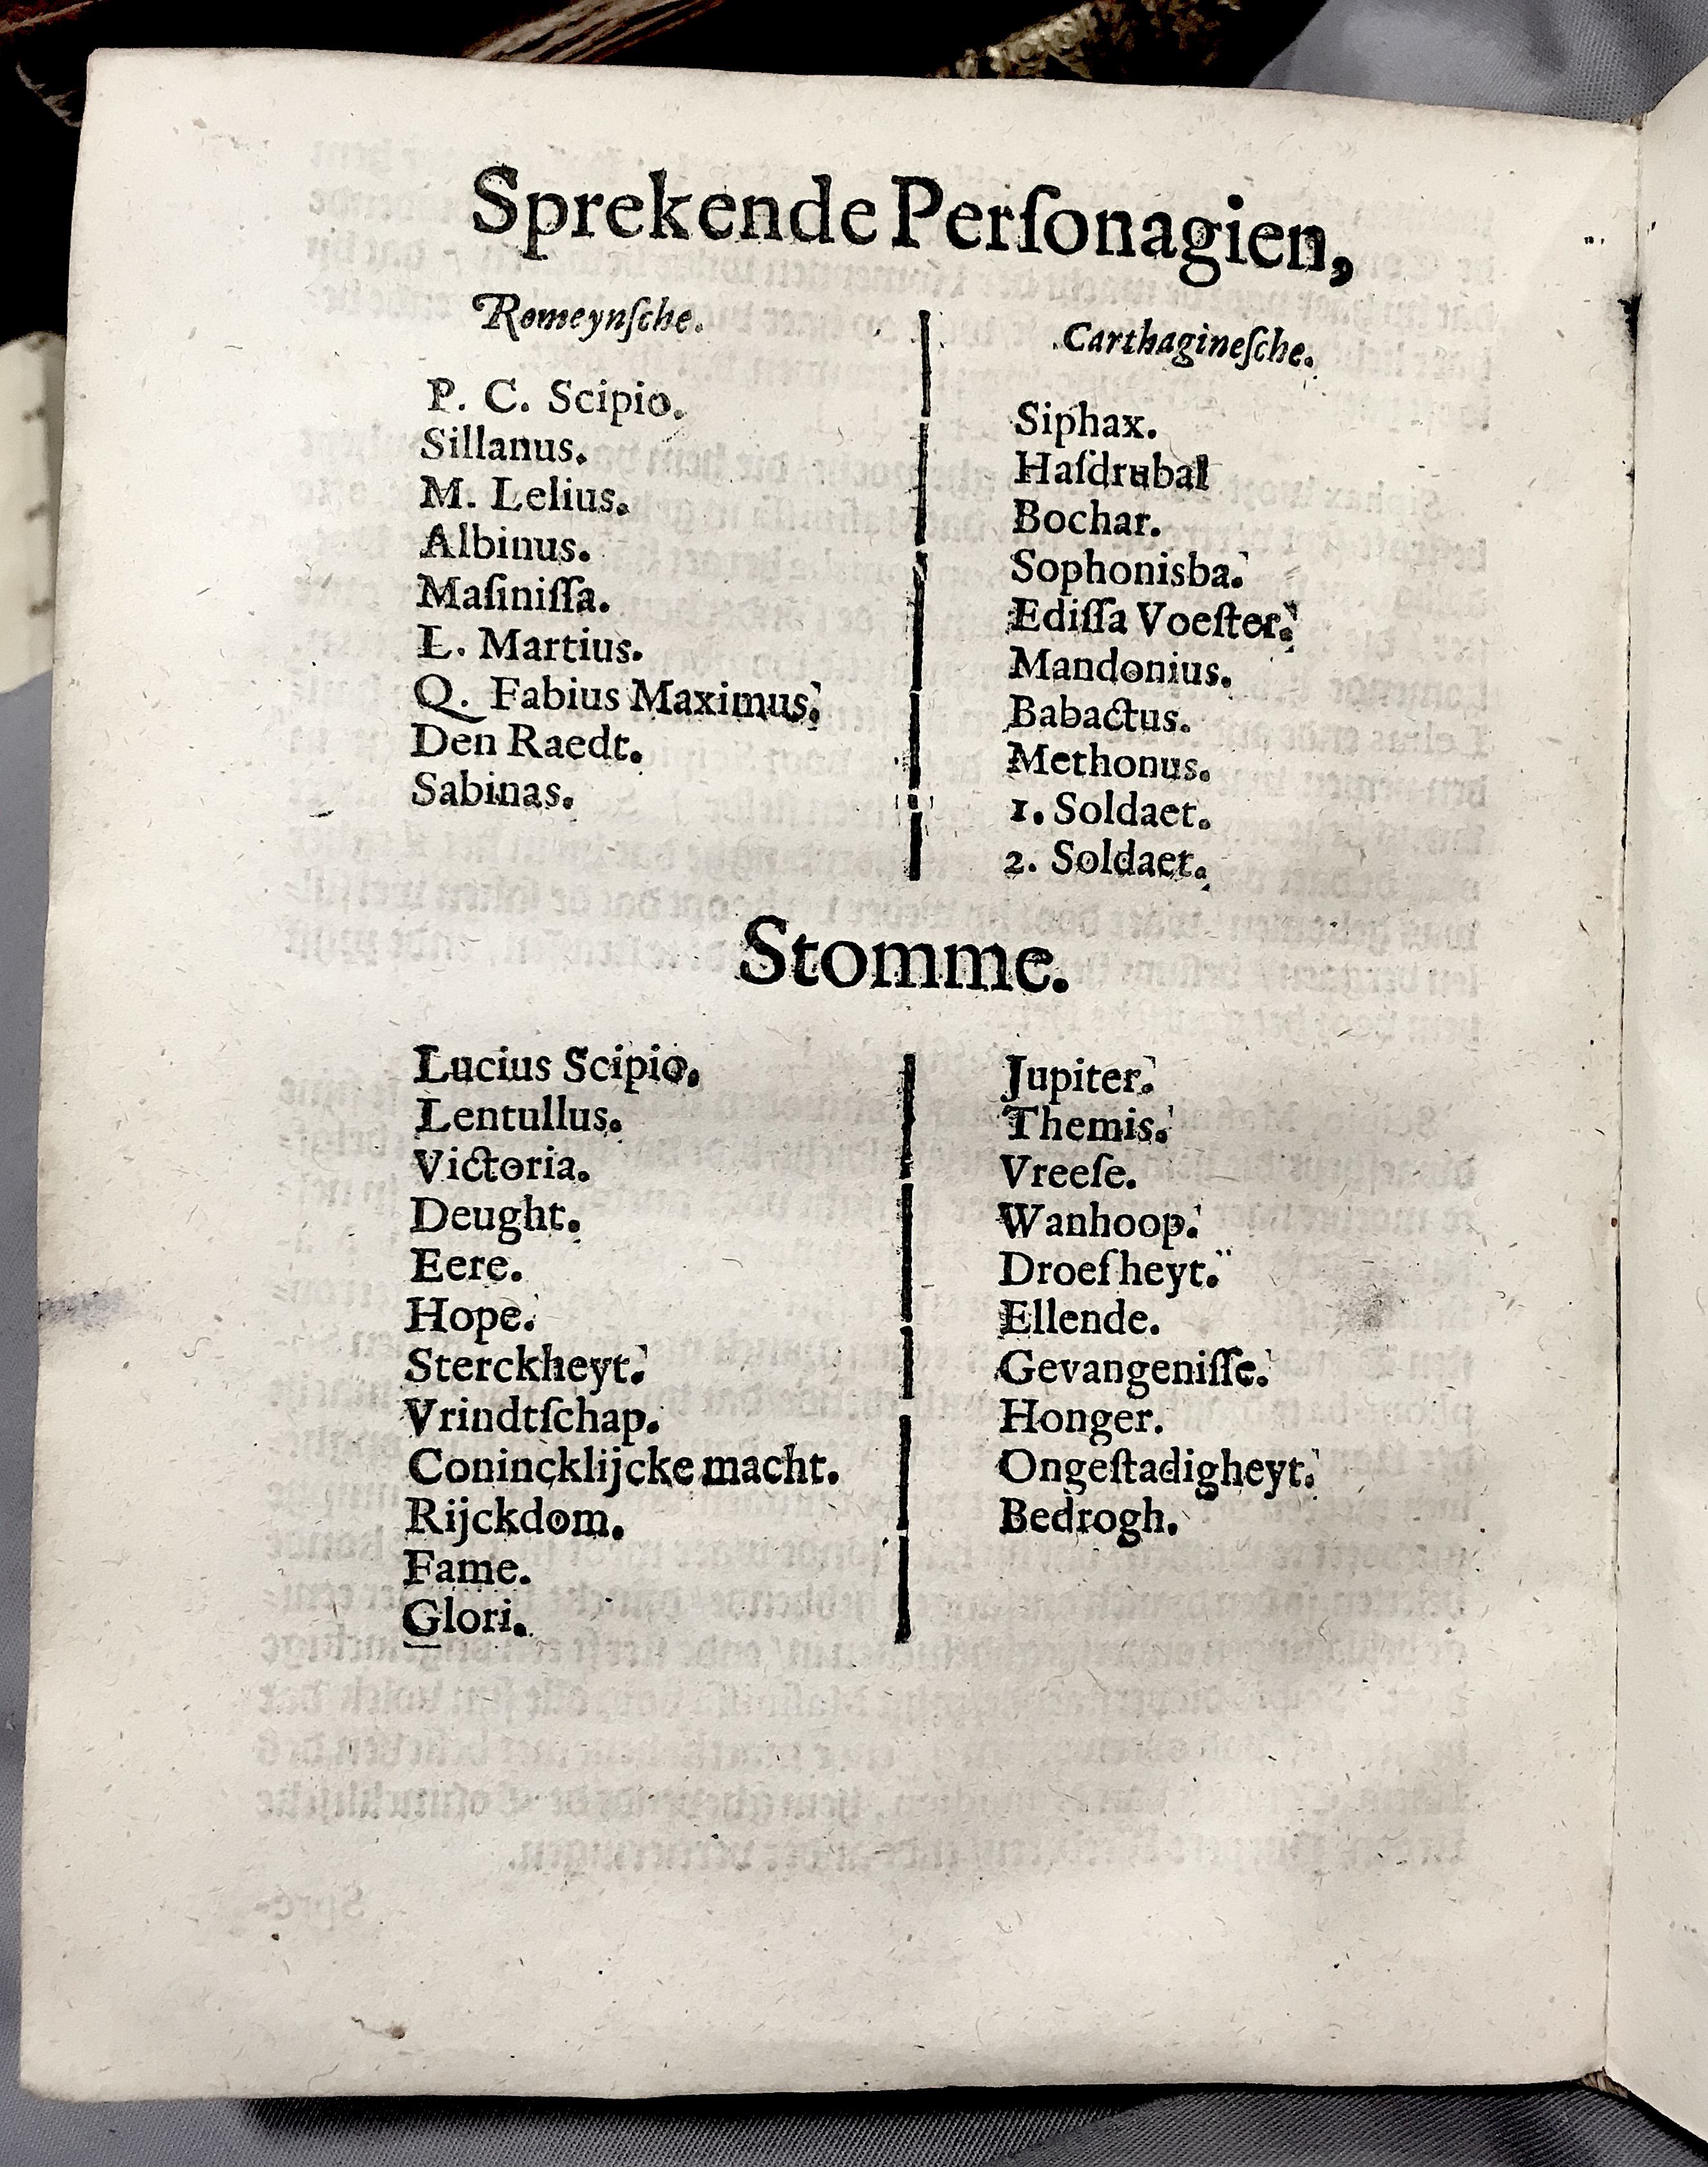 Sprekende Perſonagien,
Romeynſche.
P. C. Scipio.
Sillanus.
M. Lelius.
Albinus.
Maſiniſſa.
L. Martius.
Q. Fabius Maximus.
Den Raedt.
Sabinas.
Carthagineſche.
Siphax.
Haſdrubal
Bochar.
Sophonisba.
Ediſſa Voeſter.
Mandonius.
Babactus.
Methonus.
1. Soldaet.
2. Soldaet.
Stomme.
Lucius Scipio.
Lentullus.
Victoria.
Deught.
Eere.
Hope.
Sterckheyt.
Vrindtſchap.
Conincklijcke macht.
Rijckdom.
Fame.
Glori.
Jupiter.
Themis.
Vreeſe.
Wanhoop.
Droefheyt.
Ellende.
Gevangeniſſe.
Honger.
Ongeſtadigheyt.
Bedrogh.